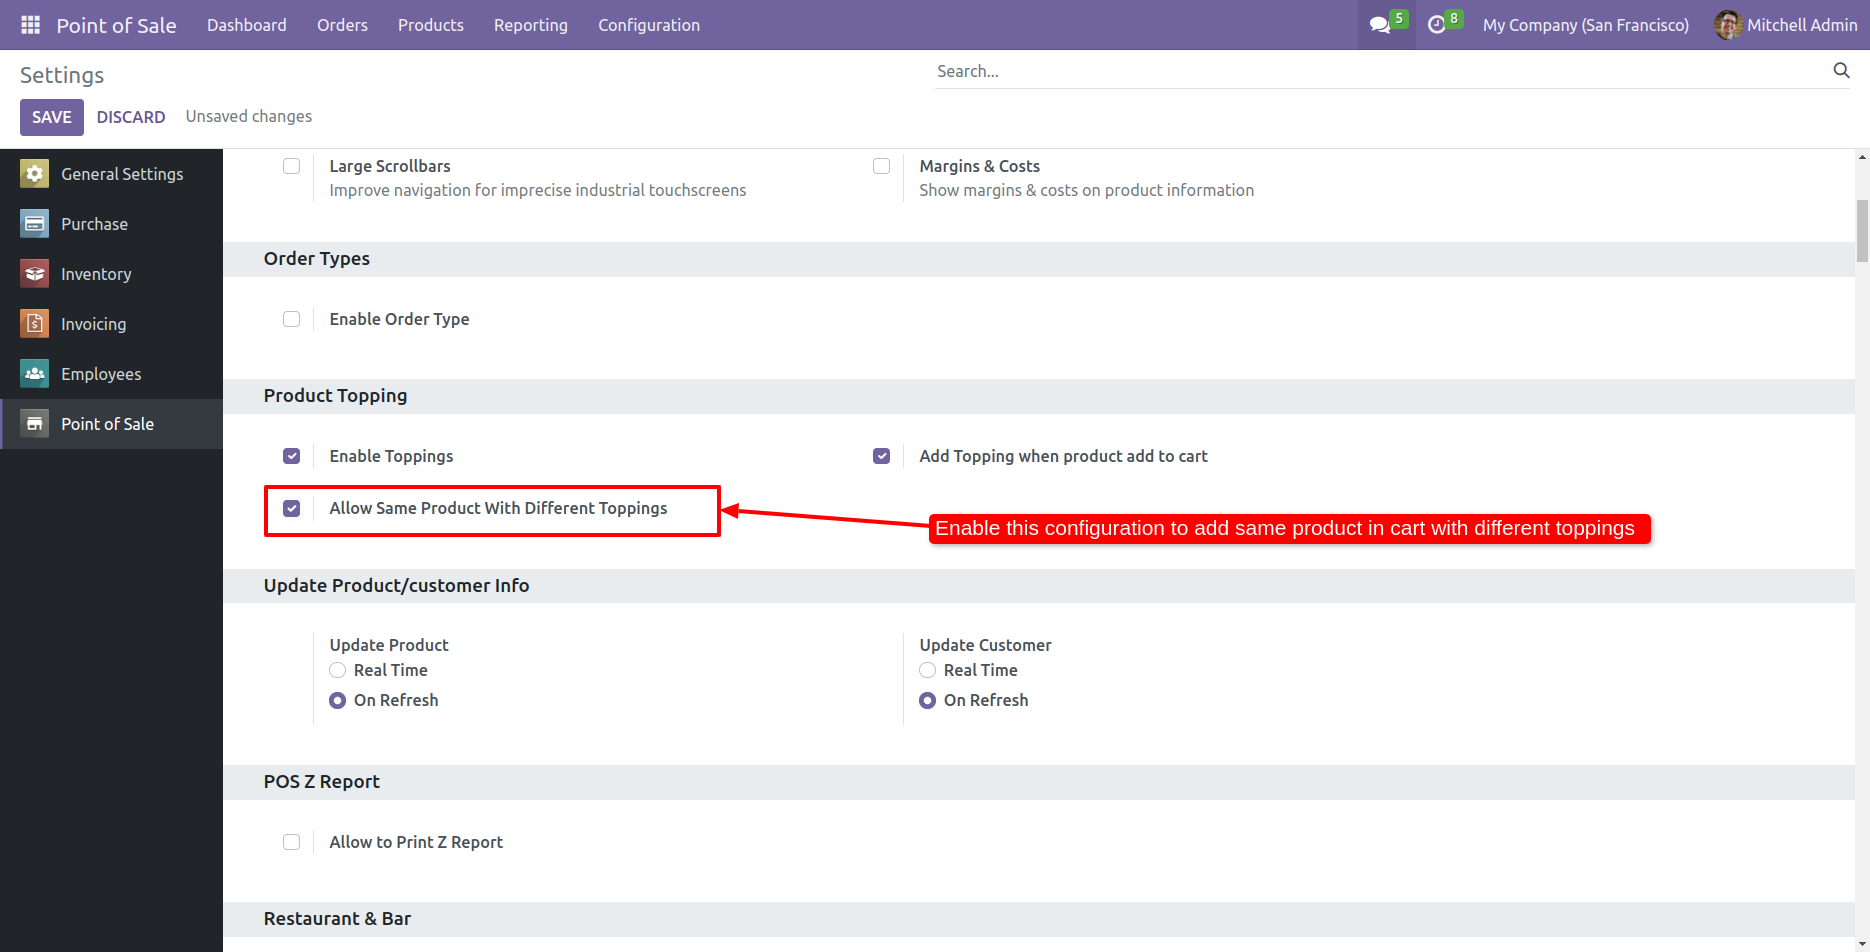 Point of Sale Dashboard Orders Products Reporting Configuration 5 8 My Company (San Francisco) Mitchell Admin
Settings Search...
SAVE DISCARD Unsaved changes
General Settings
Purchase
Inventory
Invoicing
Employees
Point of Sale
Large Scrollbars
Improve navigation for imprecise industrial touchscreens
Margins & Costs
Show margins & costs on product information
Order Types
Enable Order Type
Product Topping
Enable Toppings
Add Topping when product add to cart
Allow Same Product With Different Toppings
Enable this configuration to add same product in cart with different toppings
Update Product/customer Info
Update Product
Real Time
On Refresh
Update Customer
Real Time
On Refresh
POS Z Report
Allow to Print Z Report
Restaurant & Bar